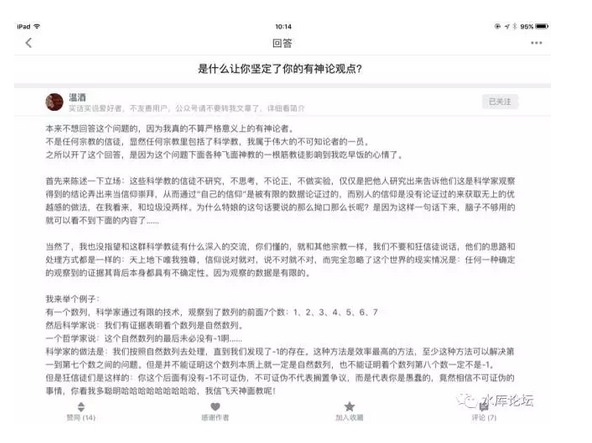 iPad
10:14
95%
回答
是什么让你坚定了你的有神论观点？
温酒
笑话爱好者，不友善用户，公众号请不要转我文章了，详细看简介
已关注
本来不想回答这个问题的，因为我真的不算严格意义上的有神论者。
不是任何宗教的信徒，显然任何宗教里包括了科学教，我属于伟大的不可知论者的一员。
之所以开了这个回答，是因为这个问题下面各种飞面神教的一根筋教徒影响到我吃早饭的心情了。
首先来陈述一下立场：这些科学教的信徒不研究，不思考，不论正，不做实验，仅仅是把他人研究出来告诉他们这是科学家观察
得到的结论弄出来当信仰崇拜，从而通过“自己的信仰”是被有限的数据论证过的，而别人的信仰是没有论证过的来获取无上的优
越感的做法，在我看来，和垃圾没两样。为什么特娘的这句话要说的那么拗口那么长呢？是因为这样一句话下来，脑子不够用的
就可以看不到下面的内容了......
当然了，我也没指望和这群科学教徒有什么深入的交流，你们懂的，就和其他宗教一样，我们不要和狂信徒说话，他们的思路和
处理方式都是一样的：天上地下唯我独尊，信仰说对就对，说不对就不对，而完全忽略了这个世界的现实情况是：任何一种确定
的观察到的证据其背后本身都具有不确定性。因为观察的数据是有限的。
我来举个例子：
有一个数列，科学家通过有限的技术，观察到了数列的前面7个数：1、2、3、4、5、6、7
然后科学家说：我们有证据表明看个数列是自然数列。
一个哲学家说：这个自然数列的最后未必没有-1啊......
科学家的做法是：我们按照自然数列去处理，直到我们发现了-1的存在。这种方法是效率最高的方法，至少这种方法可以解决第
一到第七个数之间的问题，但是并不能证明这个数列本质上就一定是自然数列，也不能证明着个数列第八个数一定不是-1。
但是狂信徒们是这样的：你这个后面有没有-1不可证伪，不可证伪不代表搁置争议，而是代表你是愚蠢的，竟然相信不可证伪的
事情，你看我多聪明哈哈哈哈哈哈哈哈，我信飞天神面教呢！
赞同 (14)
感谢作者
加入收藏
评论 (7)
水库论坛